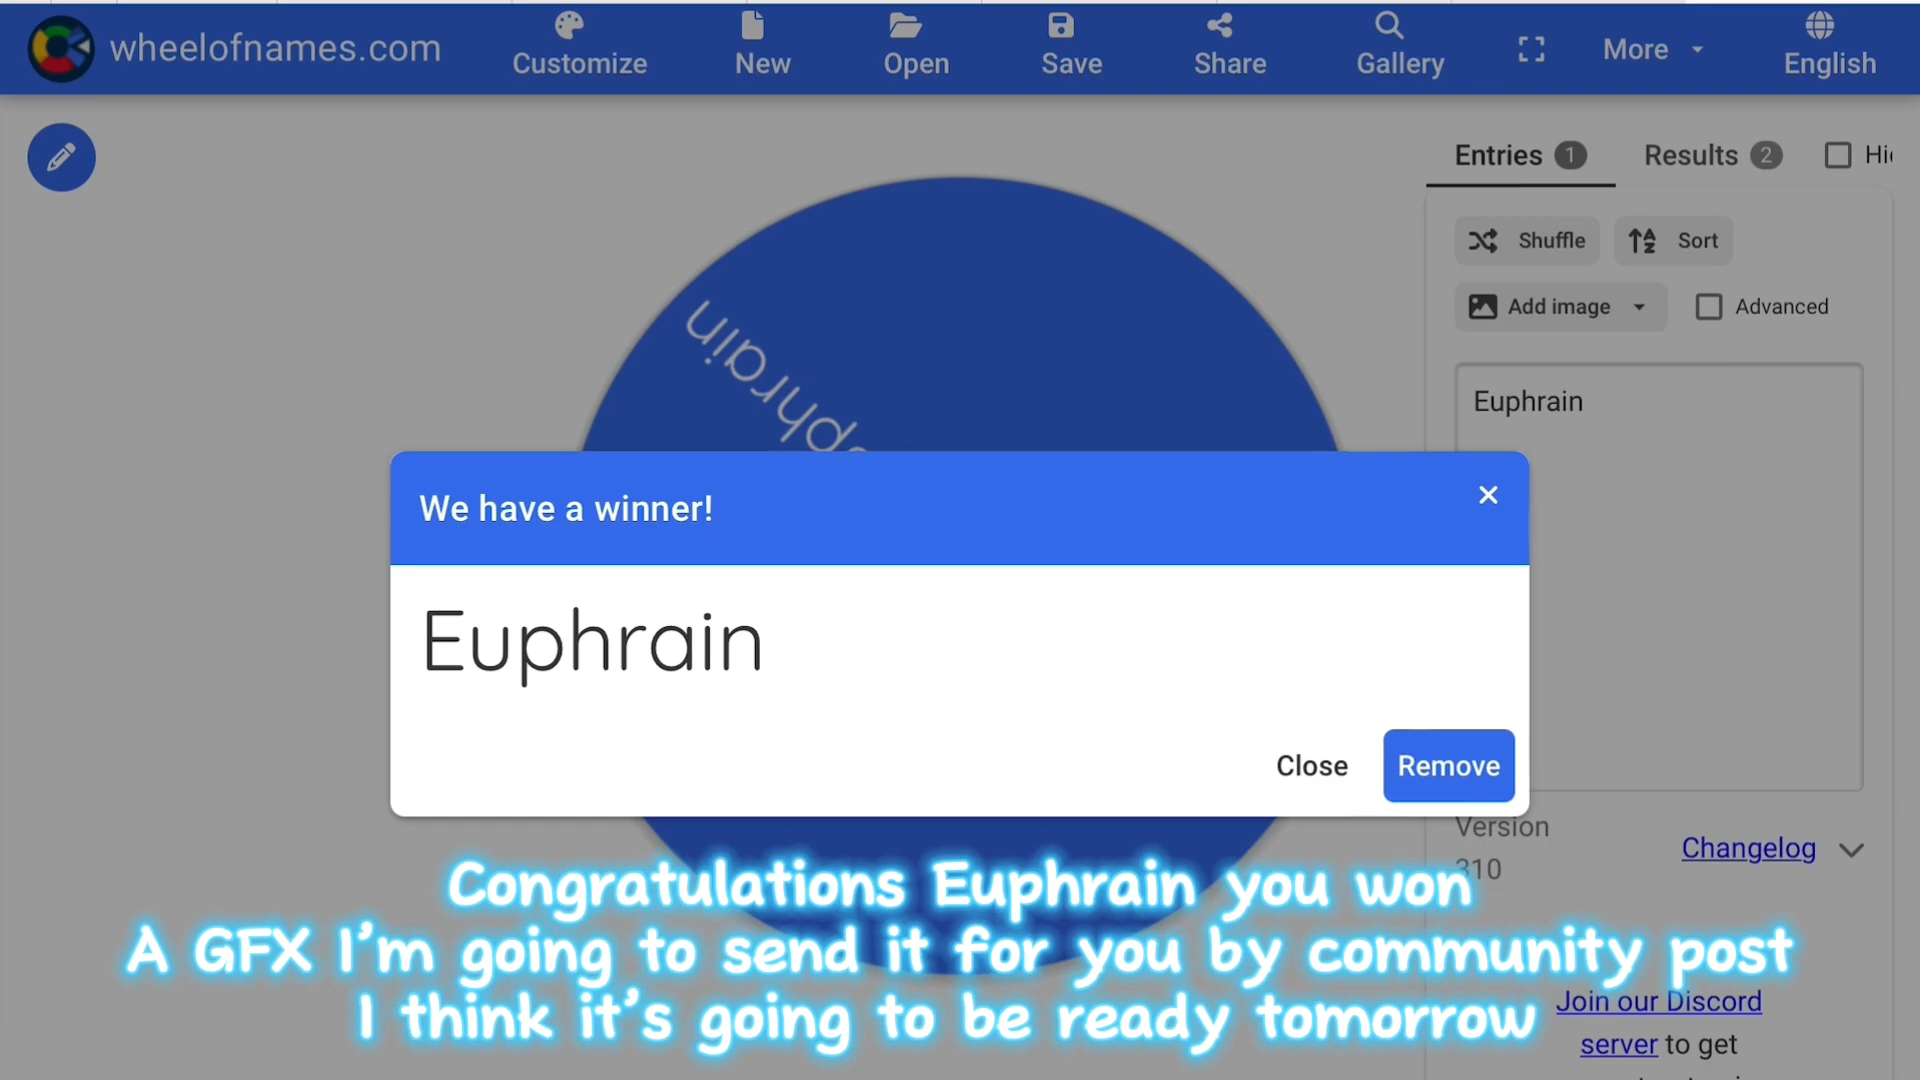 wheelofnames.com
Customize
New
Open
Save
Share
Gallery
More
English
Entries 1
Results 2
Shuffle
Sort
Add image
Advanced
Euphrain
We have a winner!
Euphrain
Close
Remove
Version
310
Changelog
Congratulations Euphrain you won
A GFX I'm going to send it for you by community post
I think it's going to be ready tomorrow
Join our Discord
server to get